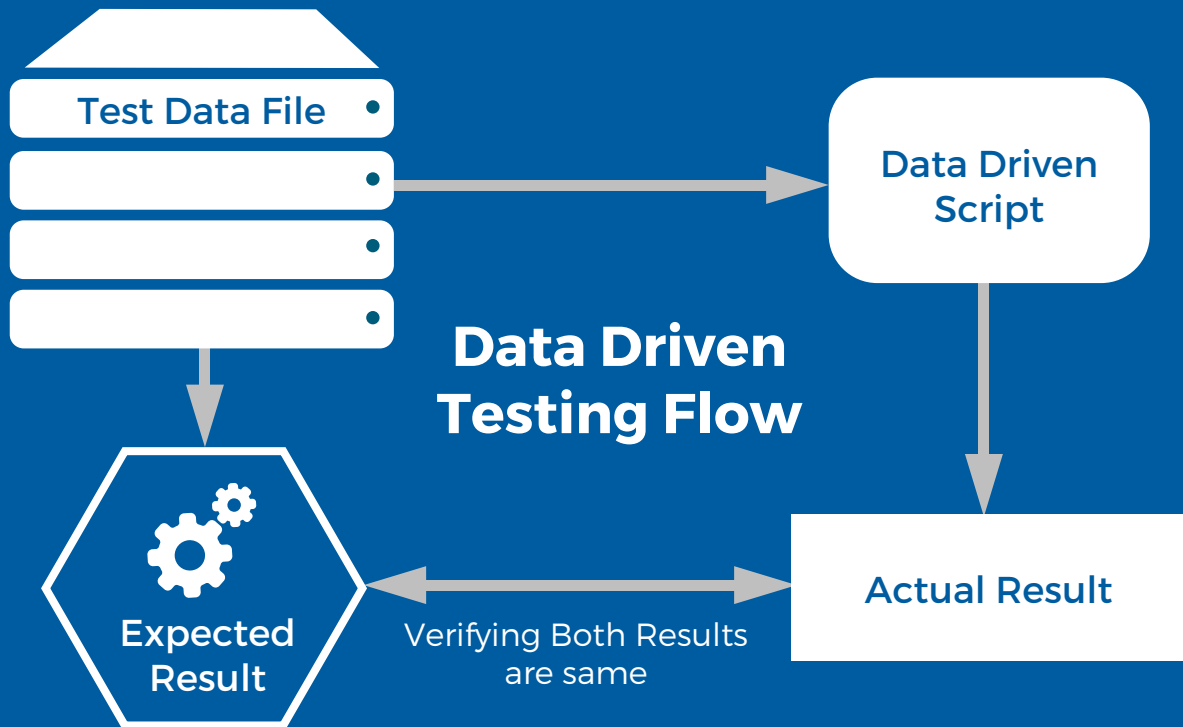 Test Data File
Data Driven
Script
Data Driven
Testing Flow
Expected
Result
Verifying Both Results
are same
Actual Result